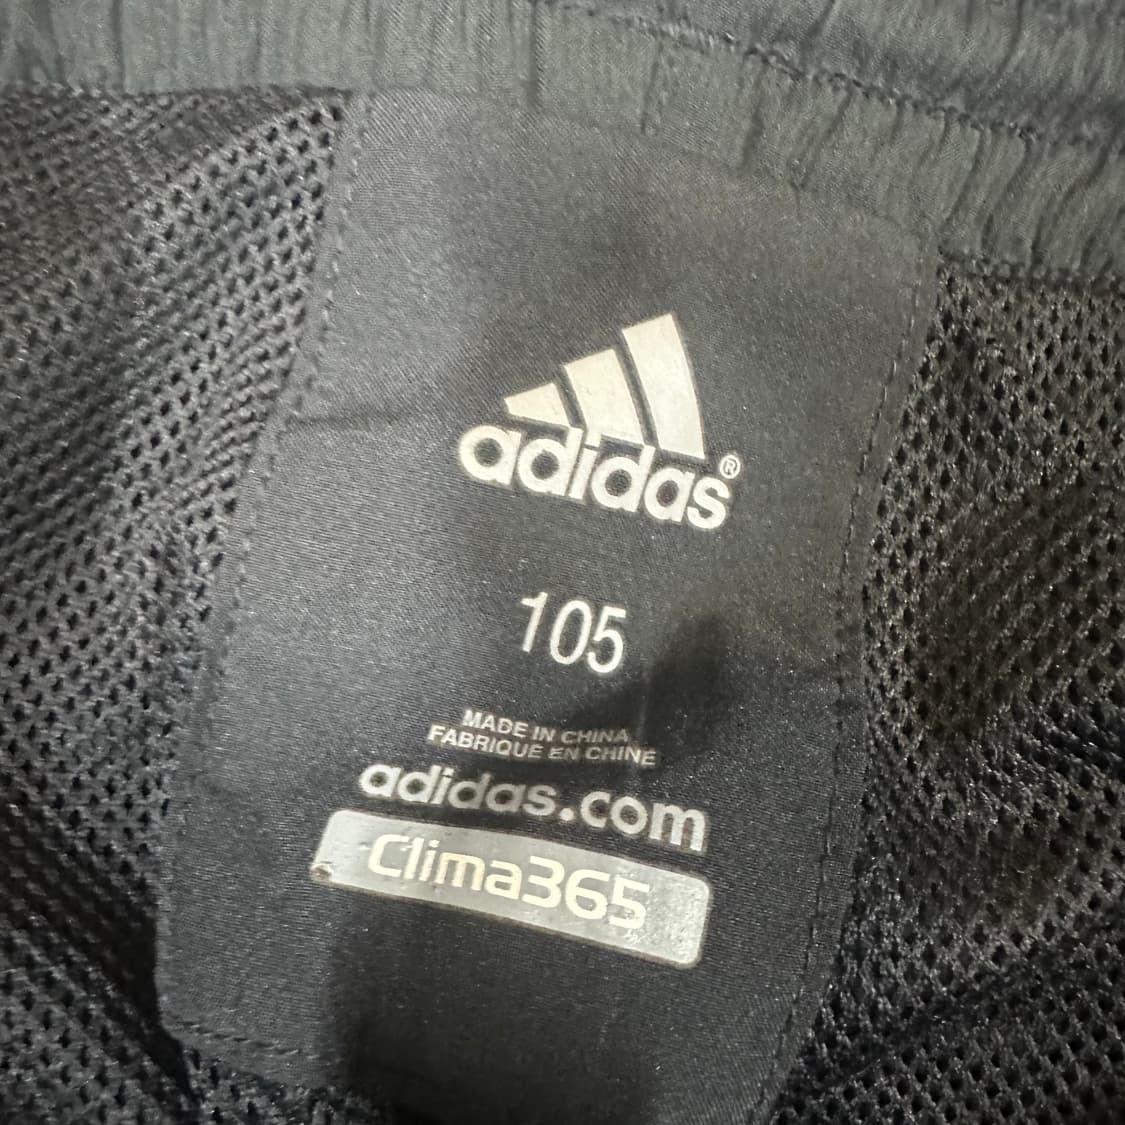 adidas®
105
MADE IN CHINA
FABRIQUE EN CHINE
adidas.com
Clima365